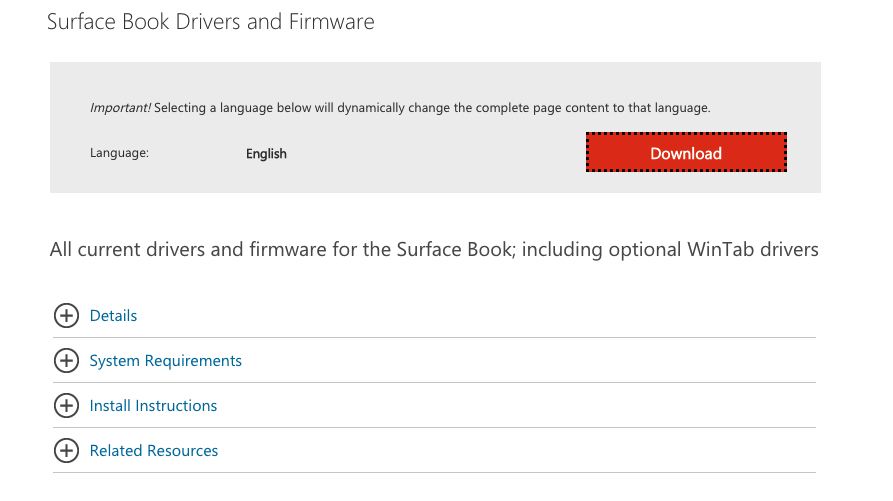 Surface Book Drivers and Firmware
Important! Selecting a language below will dynamically change the complete page content to that language.
Language: English Download
All current drivers and firmware for the Surface Book; including optional WinTab drivers
Details
System Requirements
Install Instructions
Related Resources